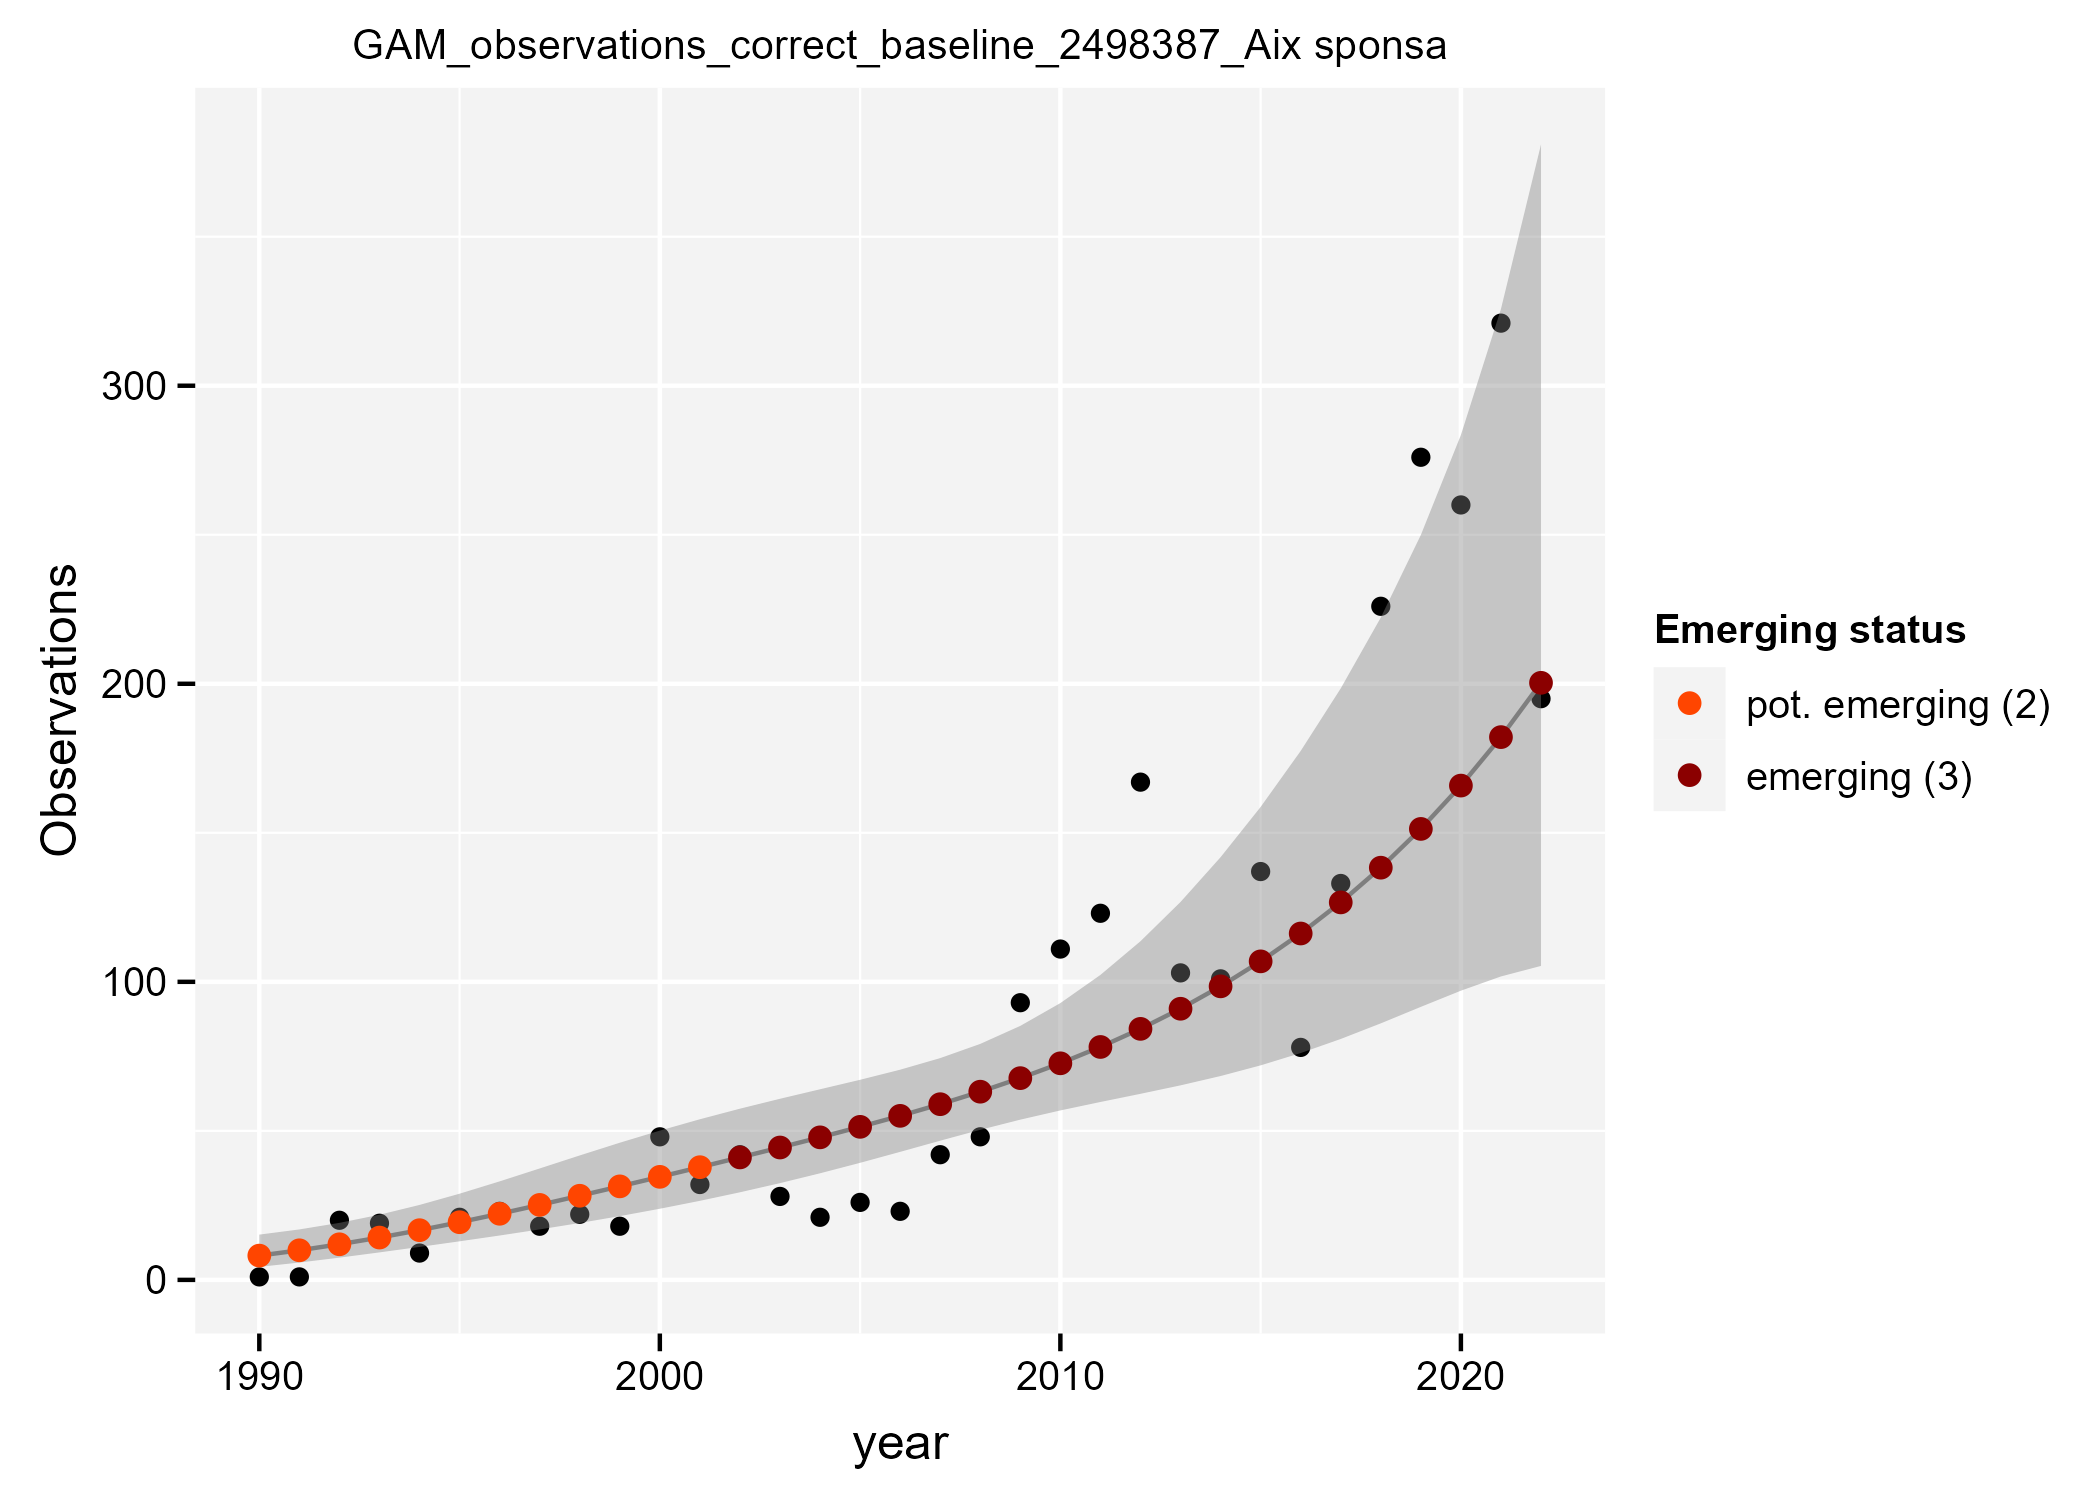 GAM_observations_correct_baseline_2498387_Aix sponsa
Observations
300
200
100
0
1990
2000
2010
2020
year
Emerging status
pot. emerging (2)
emerging (3)